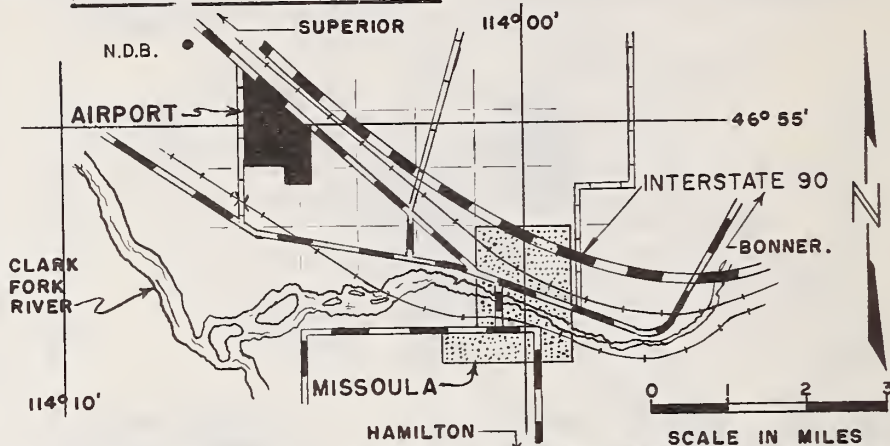 SUPERIOR
114° 00'
N.D.B.
AIRPORT
46° 55'
INTERSTATE 90
N
BONNER.
CLARK
FORK
RIVER
MISSOULA
114° 10'
HAMILTON
0 1 2 3
SCALE IN MILES